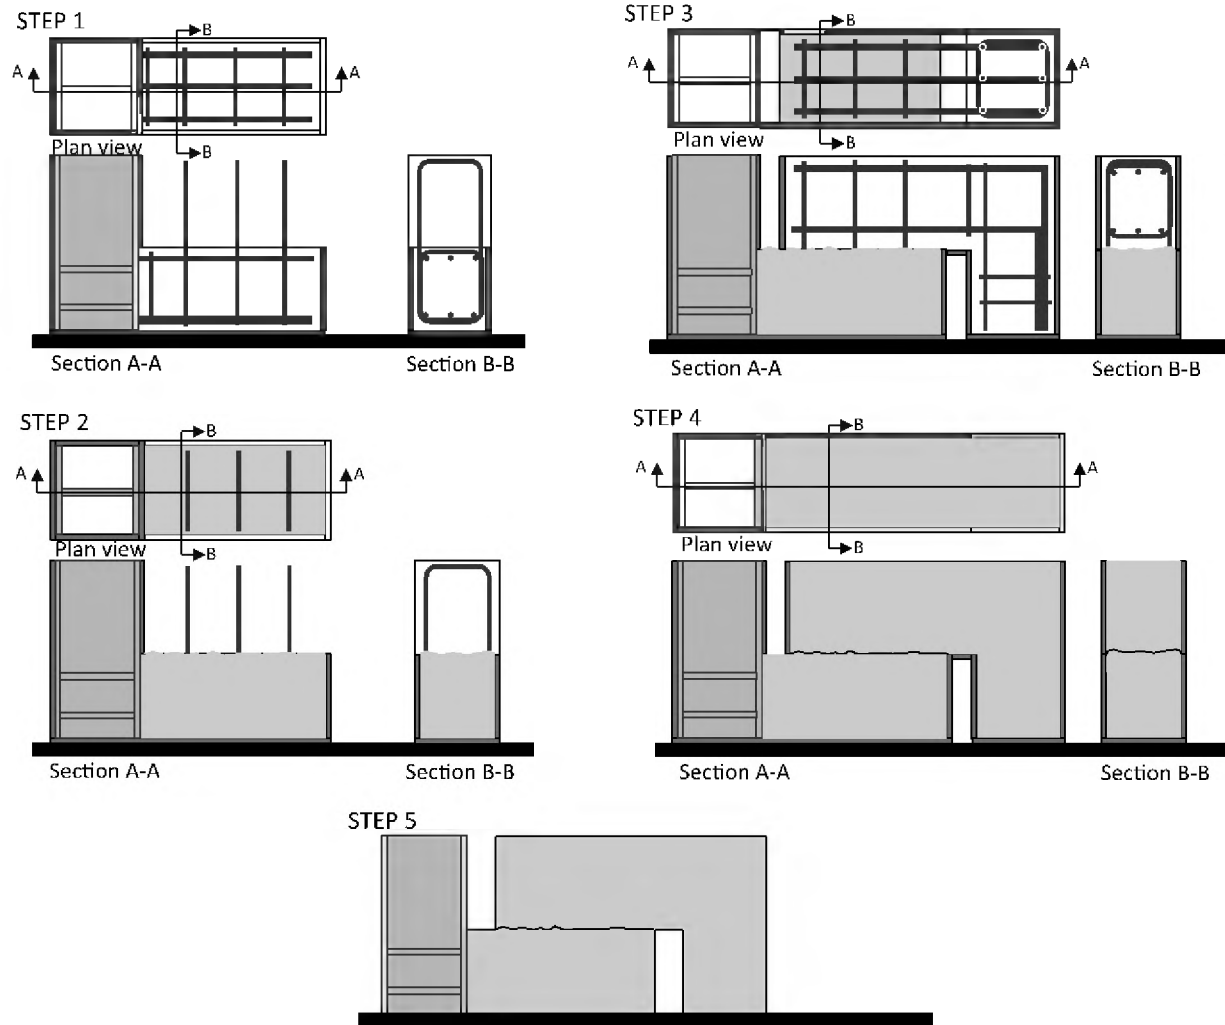 STEP 1
B
A A
B
Plan view
Section A-A Section B-B
STEP 3
B
A A
B
Plan view
Section A-A Section B-B
STEP 2
B
A A
B
Plan view
Section A-A Section B-B
STEP 4
B
A A
B
Plan view
Section A-A Section B-B
STEP 5